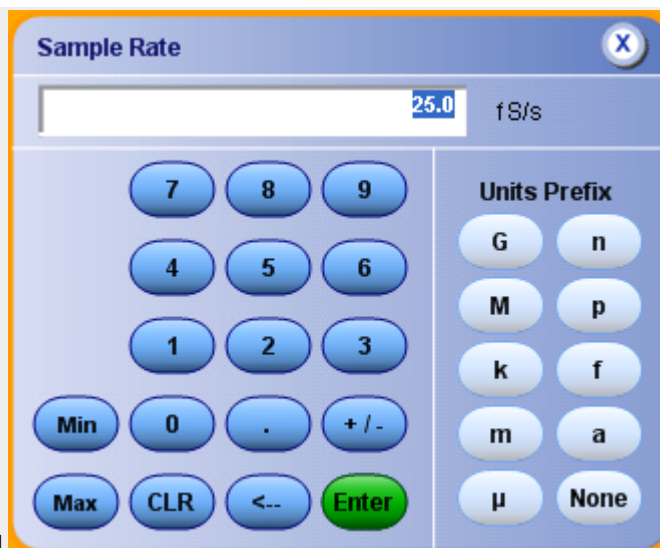 Sample Rate X
25.0 fS/s
7 8 9
4 5 6
1 2 3
Min 0 . + / -
Max CLR <-- Enter
Units Prefix
G n
M p
k f
m a
µ None